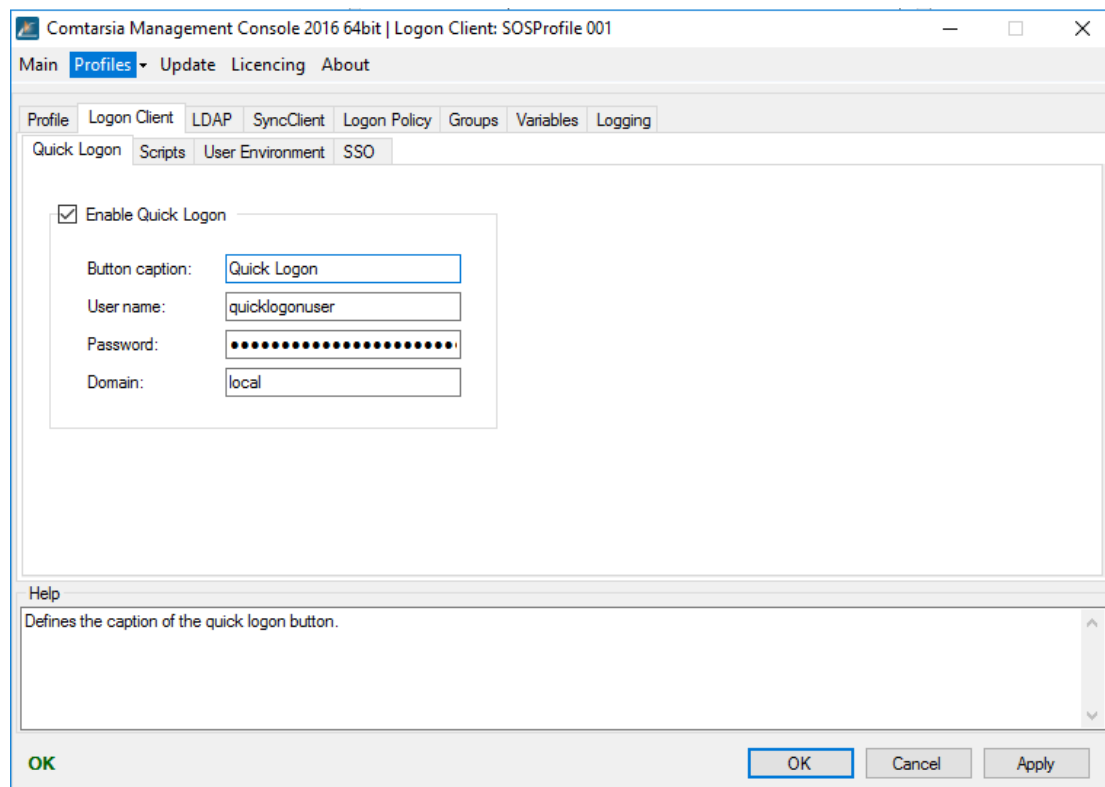 Comtarsia Management Console 2016 64bit | Logon Client: SOSProfile 001
Main Profiles Update Licencing About
Profile Logon Client LDAP SyncClient Logon Policy Groups Variables Logging
Quick Logon Scripts User Environment SSO
Enable Quick Logon
Button caption: Quick Logon
User name: quicklogonuser
Password: ●●●●●●●●●●●●●●●●●●●●●●●
Domain: local
Help
Defines the caption of the quick logon button.
OK OK Cancel Apply